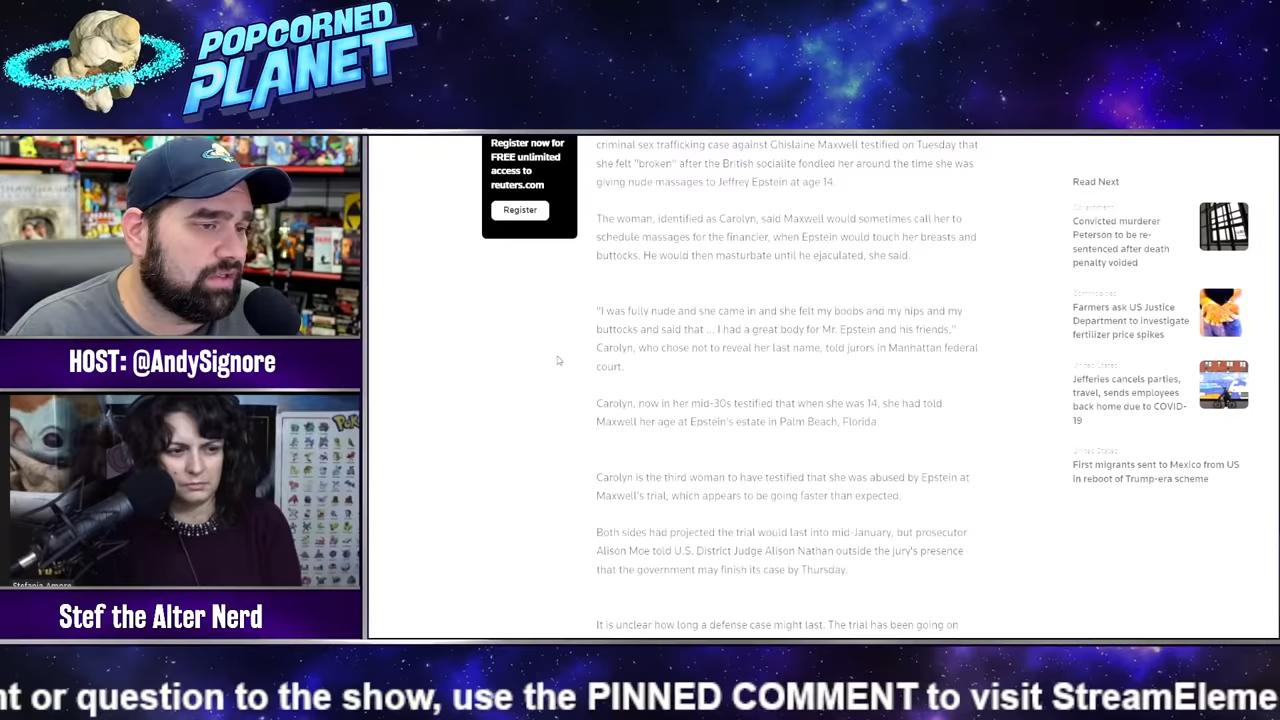 POPCORNED
PLANET
HOST: @AndySignore
Stefania Amore
Stef the Alter Nerd
Register now for
FREE unlimited
access to
reuters.com
Register
criminal sex trafficking case against Ghislaine Maxwell testified on Tuesday that
she felt "broken" after the British socialite fondled her around the time she was
giving nude massages to Jeffrey Epstein at age 14.
The woman, identified as Carolyn, said Maxwell would sometimes call her to
schedule massages for the financier, when Epstein would touch her breasts and
buttocks. He would then masturbate until he ejaculated, she said.
"I was fully nude and she came in and she felt my boobs and my hips and my
buttocks and said that ... I had a great body for Mr. Epstein and his friends,"
Carolyn, who chose not to reveal her last name, told jurors in Manhattan federal
court.
Carolyn, now in her mid-30s testified that when she was 14, she had told
Maxwell her age at Epstein's estate in Palm Beach, Florida.
Carolyn is the third woman to have testified that she was abused by Epstein at
Maxwell's trial, which appears to be going faster than expected.
Both sides had projected the trial would last into mid-January, but prosecutor
Alison Moe told U.S. District Judge Alison Nathan outside the jury's presence
that the government may finish its case by Thursday.
It is unclear how long a defense case might last. The trial has been going on
Read Next
Government
Convicted murderer
Peterson to be re-
sentenced after death
penalty voided
Commodities
Farmers ask US Justice
Department to investigate
fertilizer price spikes
United States
Jefferies cancels parties,
travel, sends employees
back home due to COVID-
19
United States
First migrants sent to Mexico from US
in reboot of Trump-era scheme
nt or question to the show, use the PINNED COMMENT to visit StreamEleme